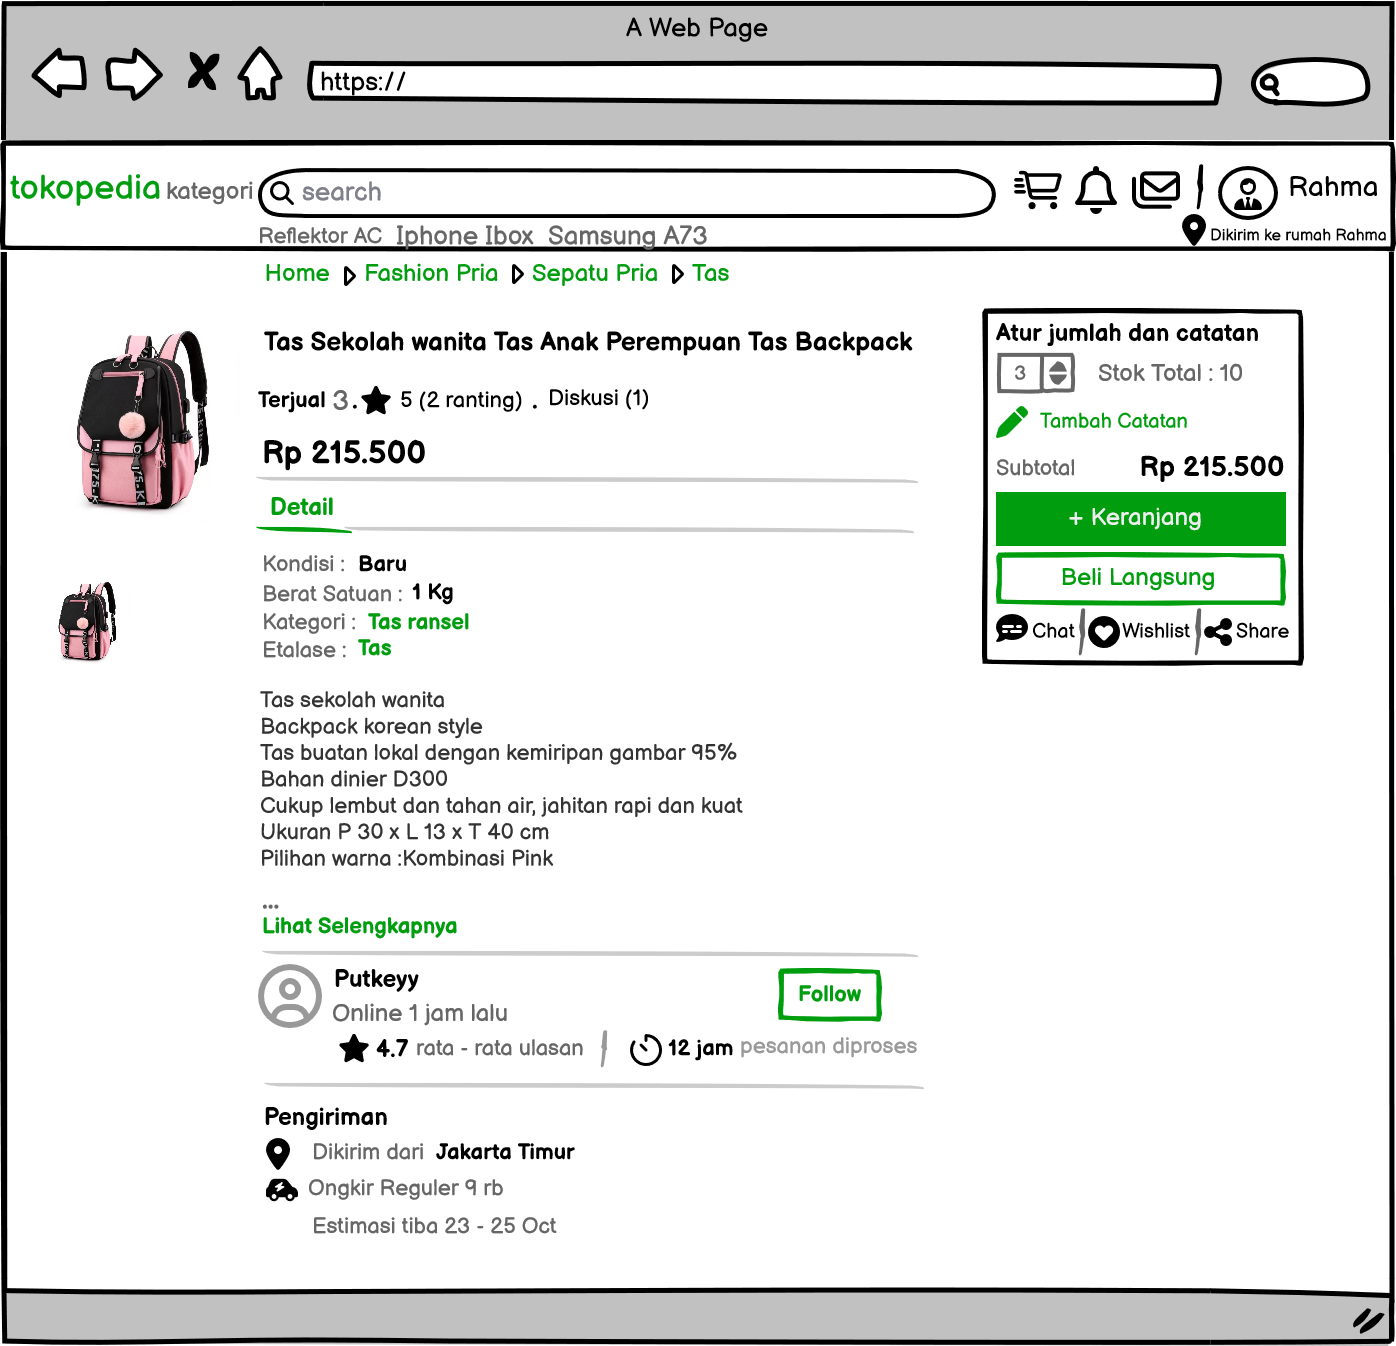 A Web Page
https://
tokopedia kategori search Rahma
Reflektor AC Iphone Ibox Samsung A73 Dikirim ke rumah Rahma
Home Fashion Pria Sepatu Pria Tas
Tas Sekolah wanita Tas Anak Perempuan Tas Backpack
Terjual 3 . 5 (2 ranting) . Diskusi (1)
Rp 215.500
Detail
Kondisi : Baru
Berat Satuan : 1 Kg
Kategori : Tas ransel
Etalase : Tas
Tas sekolah wanita
Backpack korean style
Tas buatan lokal dengan kemiripan gambar 95%
Bahan dinier D300
Cukup lembut dan tahan air, jahitan rapi dan kuat
Ukuran P 30 x L 13 x T 40 cm
Pilihan warna :Kombinasi Pink
...
Lihat Selengkapnya
Putkeyy
Online 1 jam lalu
Follow
4.7 rata - rata ulasan 12 jam pesanan diproses
Pengiriman
Dikirim dari Jakarta Timur
Ongkir Reguler 9 rb
Estimasi tiba 23 - 25 Oct
Atur jumlah dan catatan
3 Stok Total : 10
Tambah Catatan
Subtotal Rp 215.500
+ Keranjang
Beli Langsung
Chat Wishlist Share